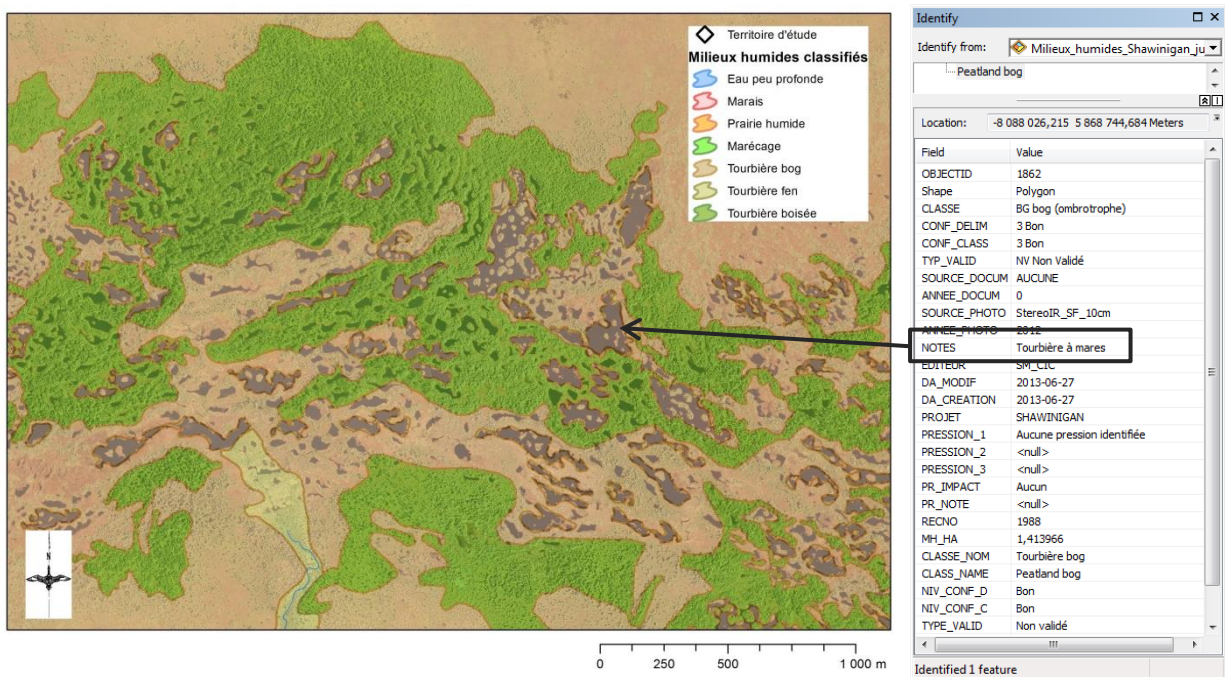 Territoire d'étude
Milieux humides classifiés
Eau peu profonde
Marais
Prairie humide
Marécage
Tourbière bog
Tourbière fen
Tourbière boisée
N
0 250 500 1 000 m
Identify
Identify from: Milieux_humides_Shawinigan_ju
Peatland bog
Location: -8 088 026,215 5 868 744,684 Meters
Field Value
OBJECTID 1862
Shape Polygon
CLASSE BG bog (ombrotrophe)
CONF_DELIM 3 Bon
CONF_CLASS 3 Bon
TYP_VALID NV Non Validé
SOURCE_DOCUM AUCUNE
ANNEE_DOCUM 0
SOURCE_PHOTO StereoIR_SF_10cm
ANNEE_PHOTO 2012
NOTES Tourbière à mares
EDITEUR SM_CIC
DA_MODIF 2013-06-27
DA_CREATION 2013-06-27
PROJET SHAWINIGAN
PRESSION_1 Aucune pression identifiée
PRESSION_2 <null>
PRESSION_3 <null>
PR_IMPACT Aucun
PR_NOTE <null>
RECNO 1988
MH_HA 1,413966
CLASSE_NOM Tourbière bog
CLASS_NAME Peatland bog
NIV_CONF_D Bon
NIV_CONF_C Bon
TYPE_VALID Non validé
Identified 1 feature